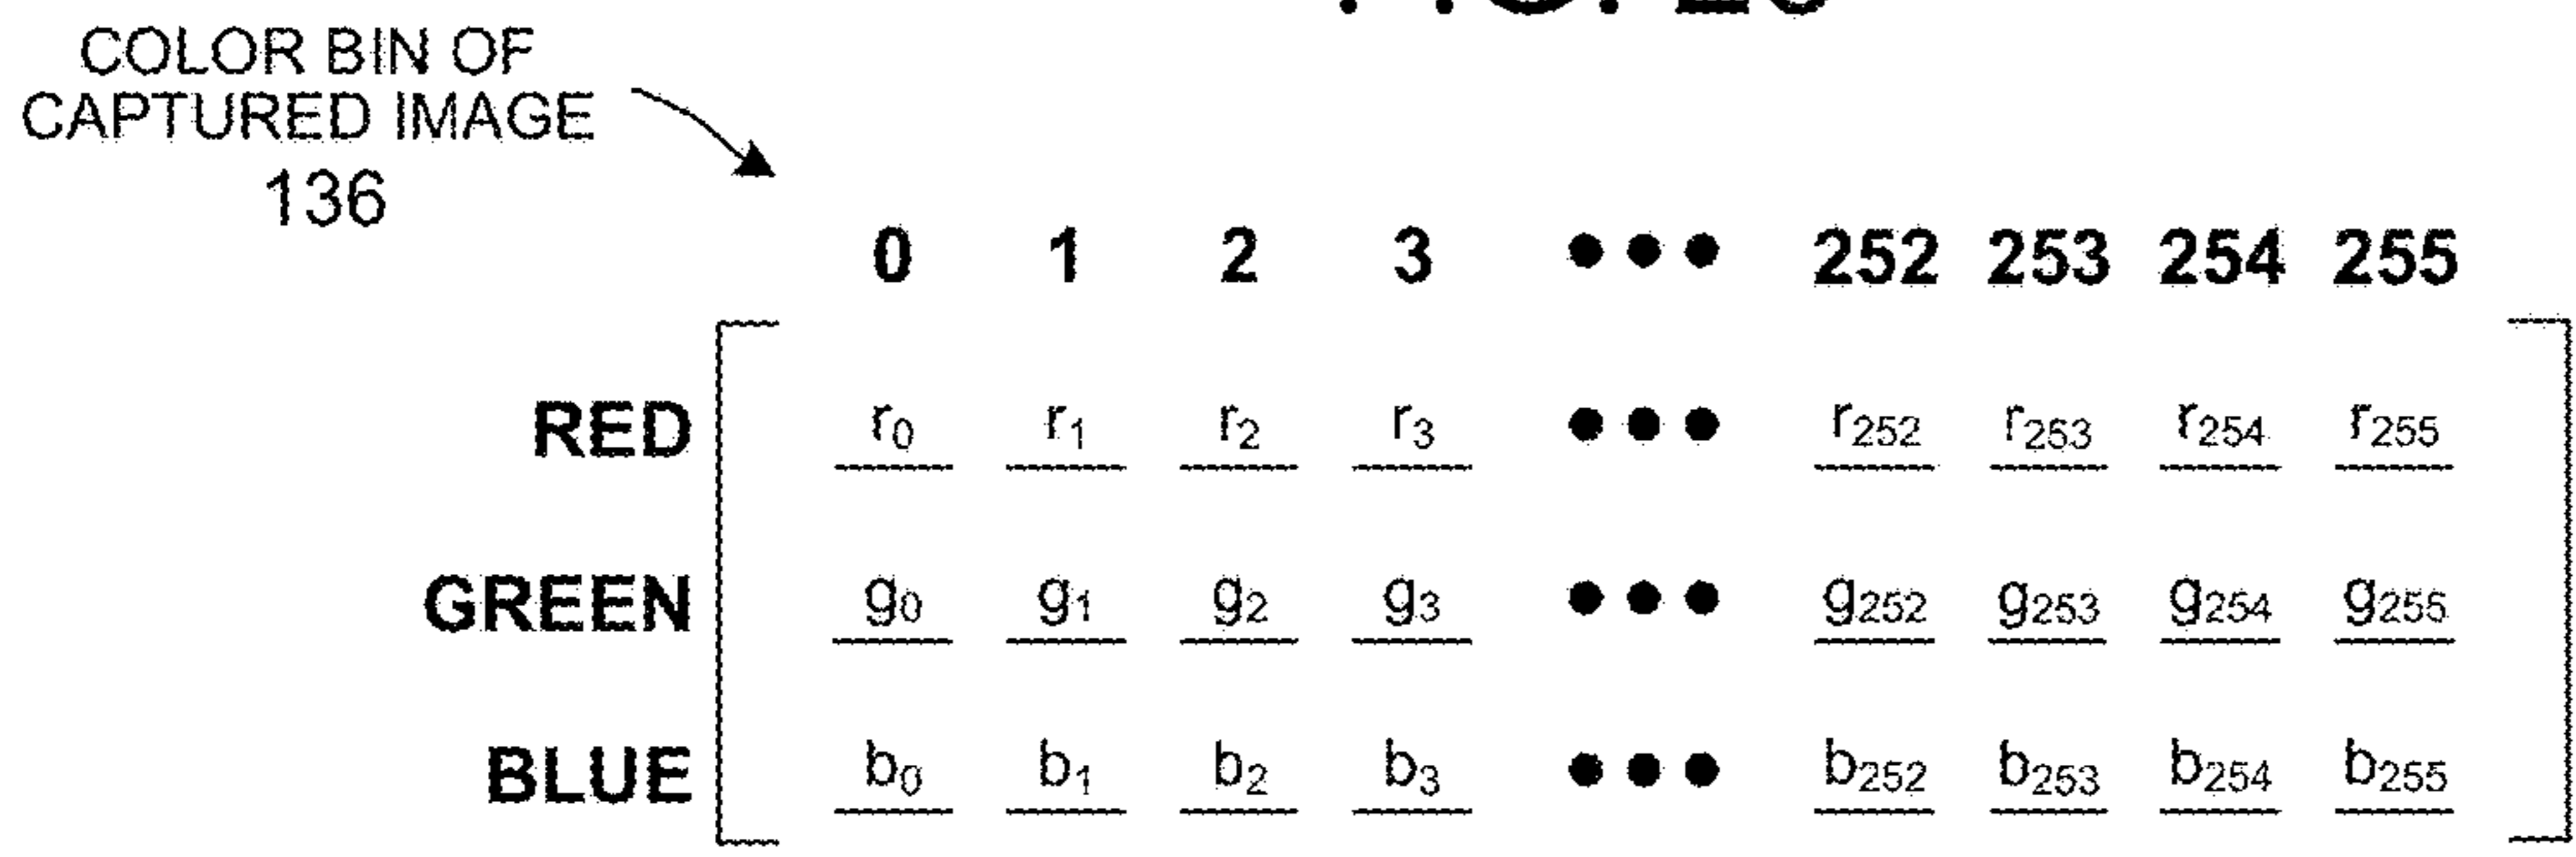 COLOR BIN OF
CAPTURED IMAGE
136
0 1 2 3 ••• 252 253 254 255
RED r₀ r₁ r₂ r₃ ••• r₂₅₂ r₂₅₃ r₂₅₄ r₂₅₅
GREEN g₀ g₁ g₂ g₃ ••• g₂₅₂ g₂₅₃ g₂₅₄ g₂₅₅
BLUE b₀ b₁ b₂ b₃ ••• b₂₅₂ b₂₅₃ b₂₅₄ b₂₅₅